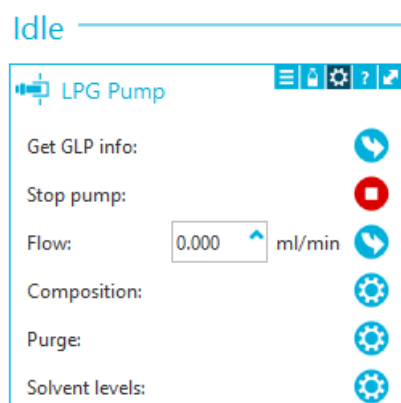 Idle
LPG Pump ?
Get GLP info:
Stop pump:
Flow: 0.000 ml/min
Composition:
Purge:
Solvent levels: